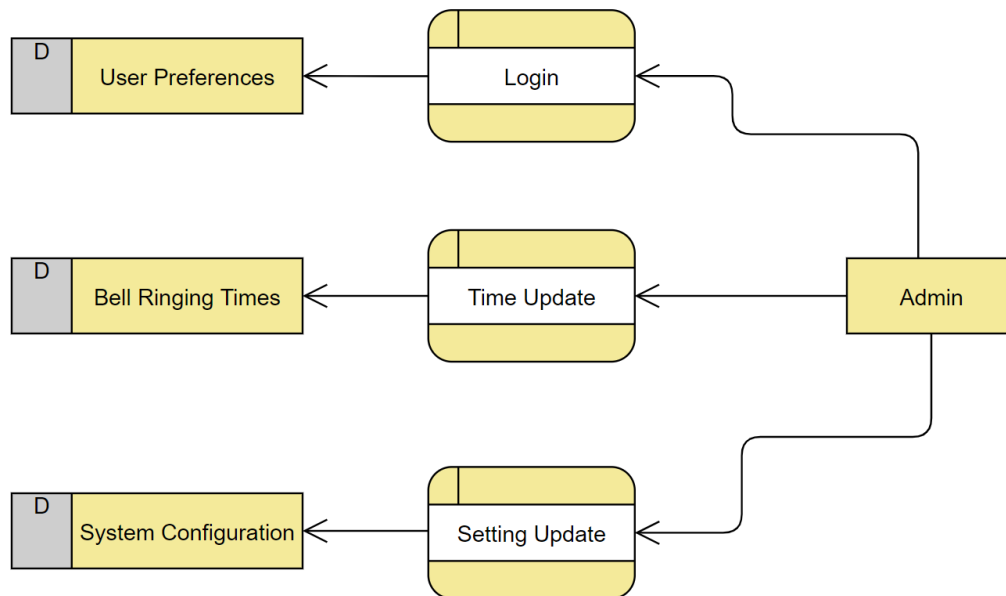 D
User Preferences
Login
D
Bell Ringing Times
Time Update
Admin
D
System Configuration
Setting Update